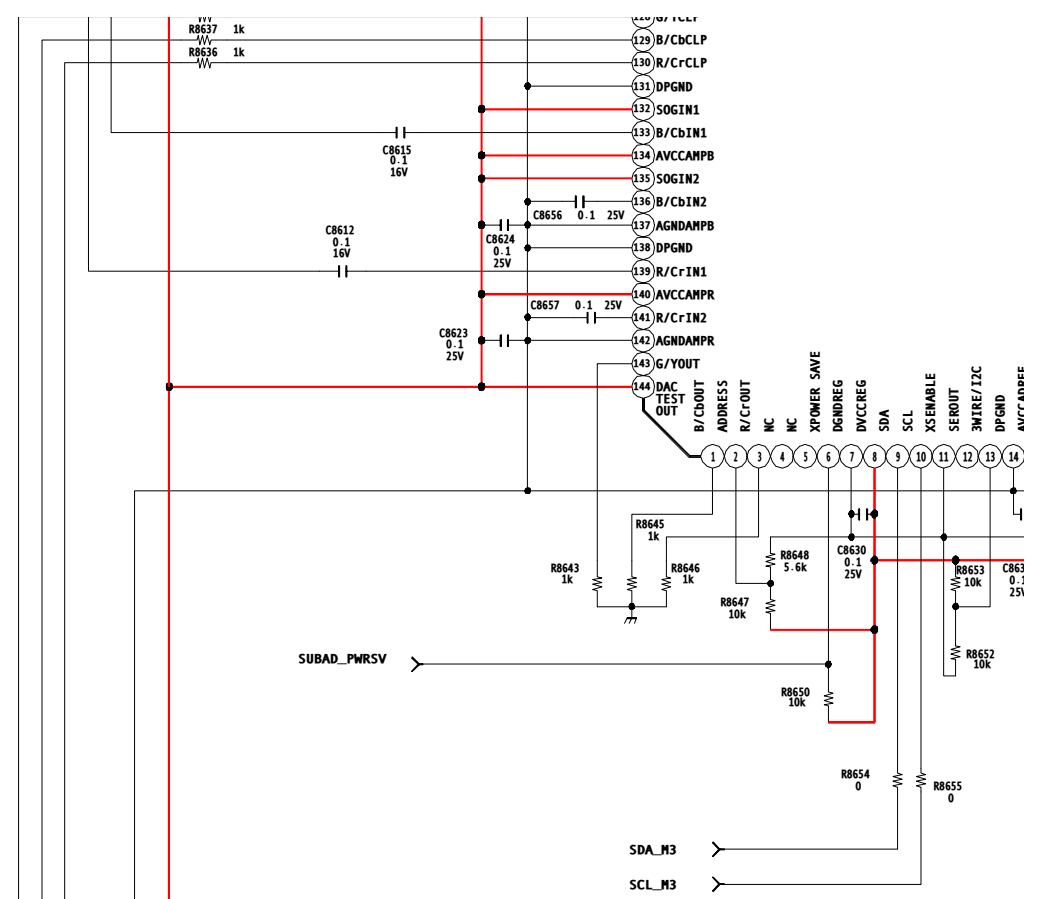 128 G/YCLP
R8637 1k
129 B/CbCLP
R8636 1k
130 R/CrCLP
131 DPGND
132 SOGIN1
133 B/CbIN1
C8615
0.1
16V
134 AVCCAMPB
135 SOGIN2
136 B/CbIN2
C8656 0.1 25V
137 AGNDAMPB
C8624
0.1
25V
138 DPGND
C8612
0.1
16V
139 R/CrIN1
140 AVCCAMPR
C8657 0.1 25V
141 R/CrIN2
C8623
0.1
25V
142 AGNDAMPR
143 G/YOUT
144 DAC
TEST
OUT
B/CbOUT
ADDRESS
R/CrOUT
NC
NC
XPOWER SAVE
DGNDREG
DVCCREG
SDA
SCL
XSENABLE
SEROUT
3WIRE/I2C
DPGND
1 2 3 4 5 6 7 8 9 10 11 12 13 14
R8645
1k
R8643
1k
R8646
1k
R8648
5.6k
R8647
10k
C8630
0.1
25V
R8653
10k
0.1
25V
R8652
10k
SUBAD_PWRSV
R8650
10k
R8654
0
R8655
0
SDA_M3
SCL_M3